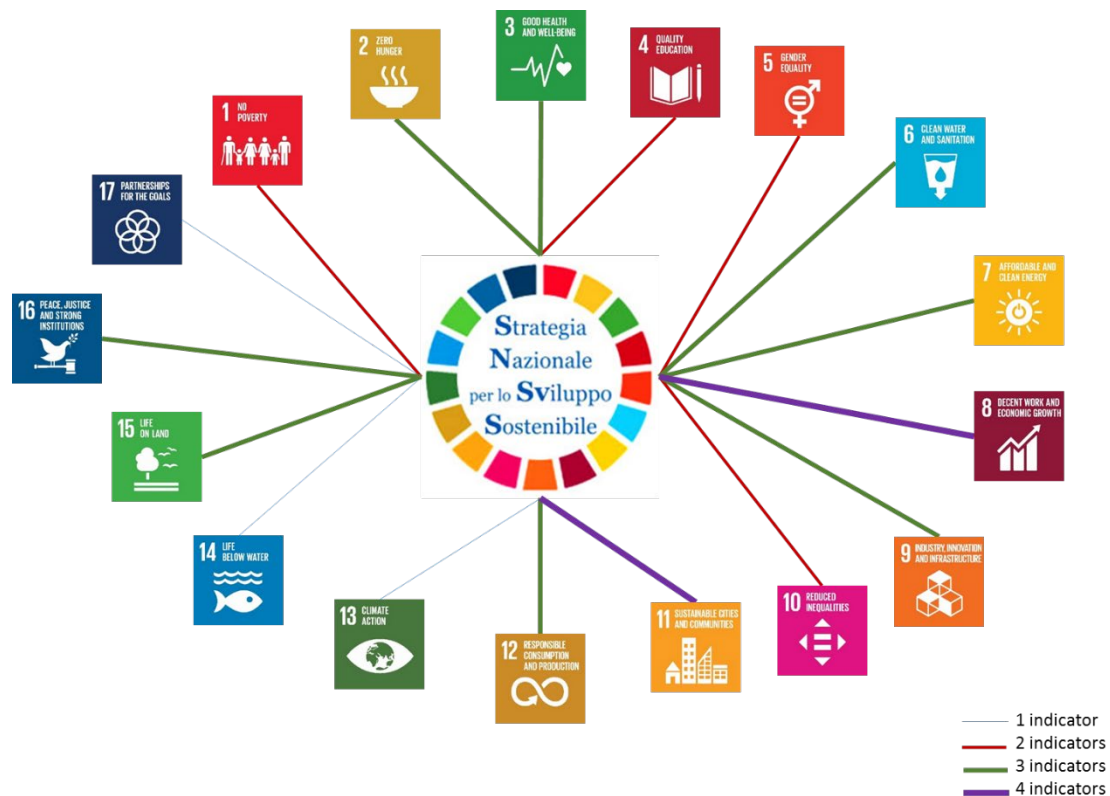 1 NO
POVERTY
2 ZERO
HUNGER
3 GOOD HEALTH
AND WELL-BEING
4 QUALITY
EDUCATION
5 GENDER
EQUALITY
6 CLEAN WATER
AND SANITATION
7 AFFORDABLE AND
CLEAN ENERGY
8 DECENT WORK AND
ECONOMIC GROWTH
9 INDUSTRY, INNOVATION
AND INFRASTRUCTURE
10 REDUCED
INEQUALITIES
11 SUSTAINABLE CITIES
AND COMMUNITIES
12 RESPONSIBLE
CONSUMPTION
AND PRODUCTION
13 CLIMATE
ACTION
14 LIFE
BELOW WATER
15 LIFE
ON LAND
16 PEACE, JUSTICE
AND STRONG
INSTITUTIONS
17 PARTNERSHIPS
FOR THE GOALS
Strategia
Nazionale
per lo SViluppo
Sostenibile
1 indicator
2 indicators
3 indicators
4 indicators